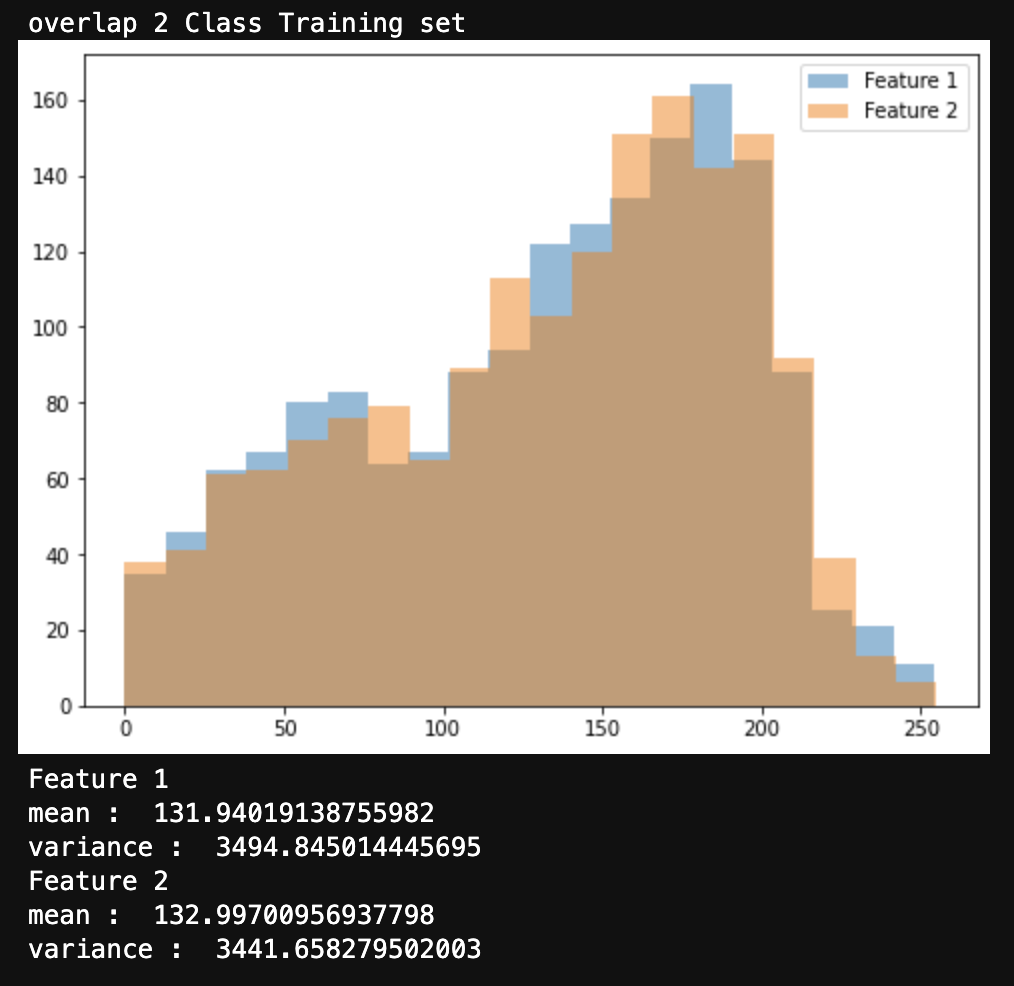 overlap 2 Class Training set
Feature 1
Feature 2
160
140
120
100
80
60
40
20
0
0 50 100 150 200 250
Feature 1
mean :  131.94019138755982
variance :  3494.845014445695
Feature 2
mean :  132.99700956937798
variance :  3441.658279502003